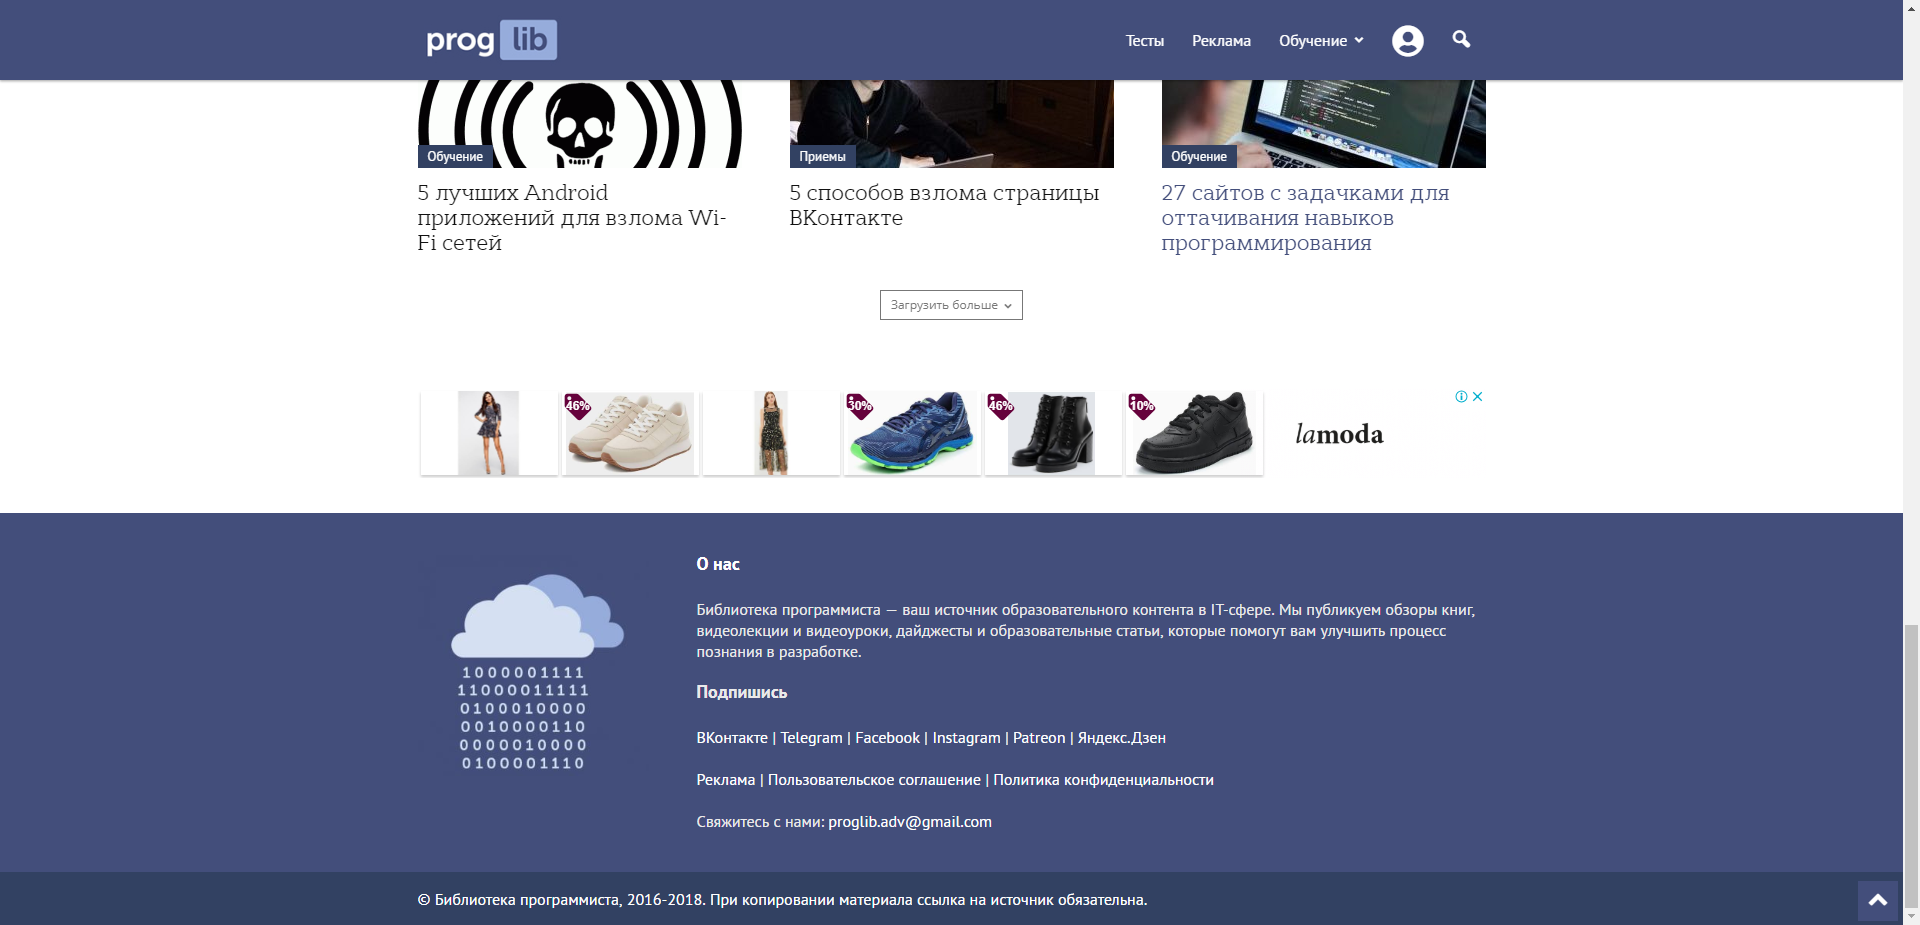 prog lib
Тесты Реклама Обучение
Обучение
Приемы
Обучение
5 лучших Android
приложений для взлома Wi-
Fi сетей
5 способов взлома страницы
ВКонтакте
27 сайтов с задачками для
оттачивания навыков
программирования
Загрузить больше
46%
30%
46%
10%
lamoda
О нас
Библиотека программиста — ваш источник образовательного контента в IT-сфере. Мы публикуем обзоры книг,
видеолекции и видеоуроки, дайджесты и образовательные статьи, которые помогут вам улучшить процесс
познания в разработке.
Подпишись
ВКонтакте | Telegram | Facebook | Instagram | Patreon | Яндекс.Дзен
Реклама | Пользовательское соглашение | Политика конфиденциальности
Свяжитесь с нами: proglib.adv@gmail.com
1000001111
11000011111
0100010000
0010000110
0000010000
0100001110
© Библиотека программиста, 2016-2018. При копировании материала ссылка на источник обязательна.